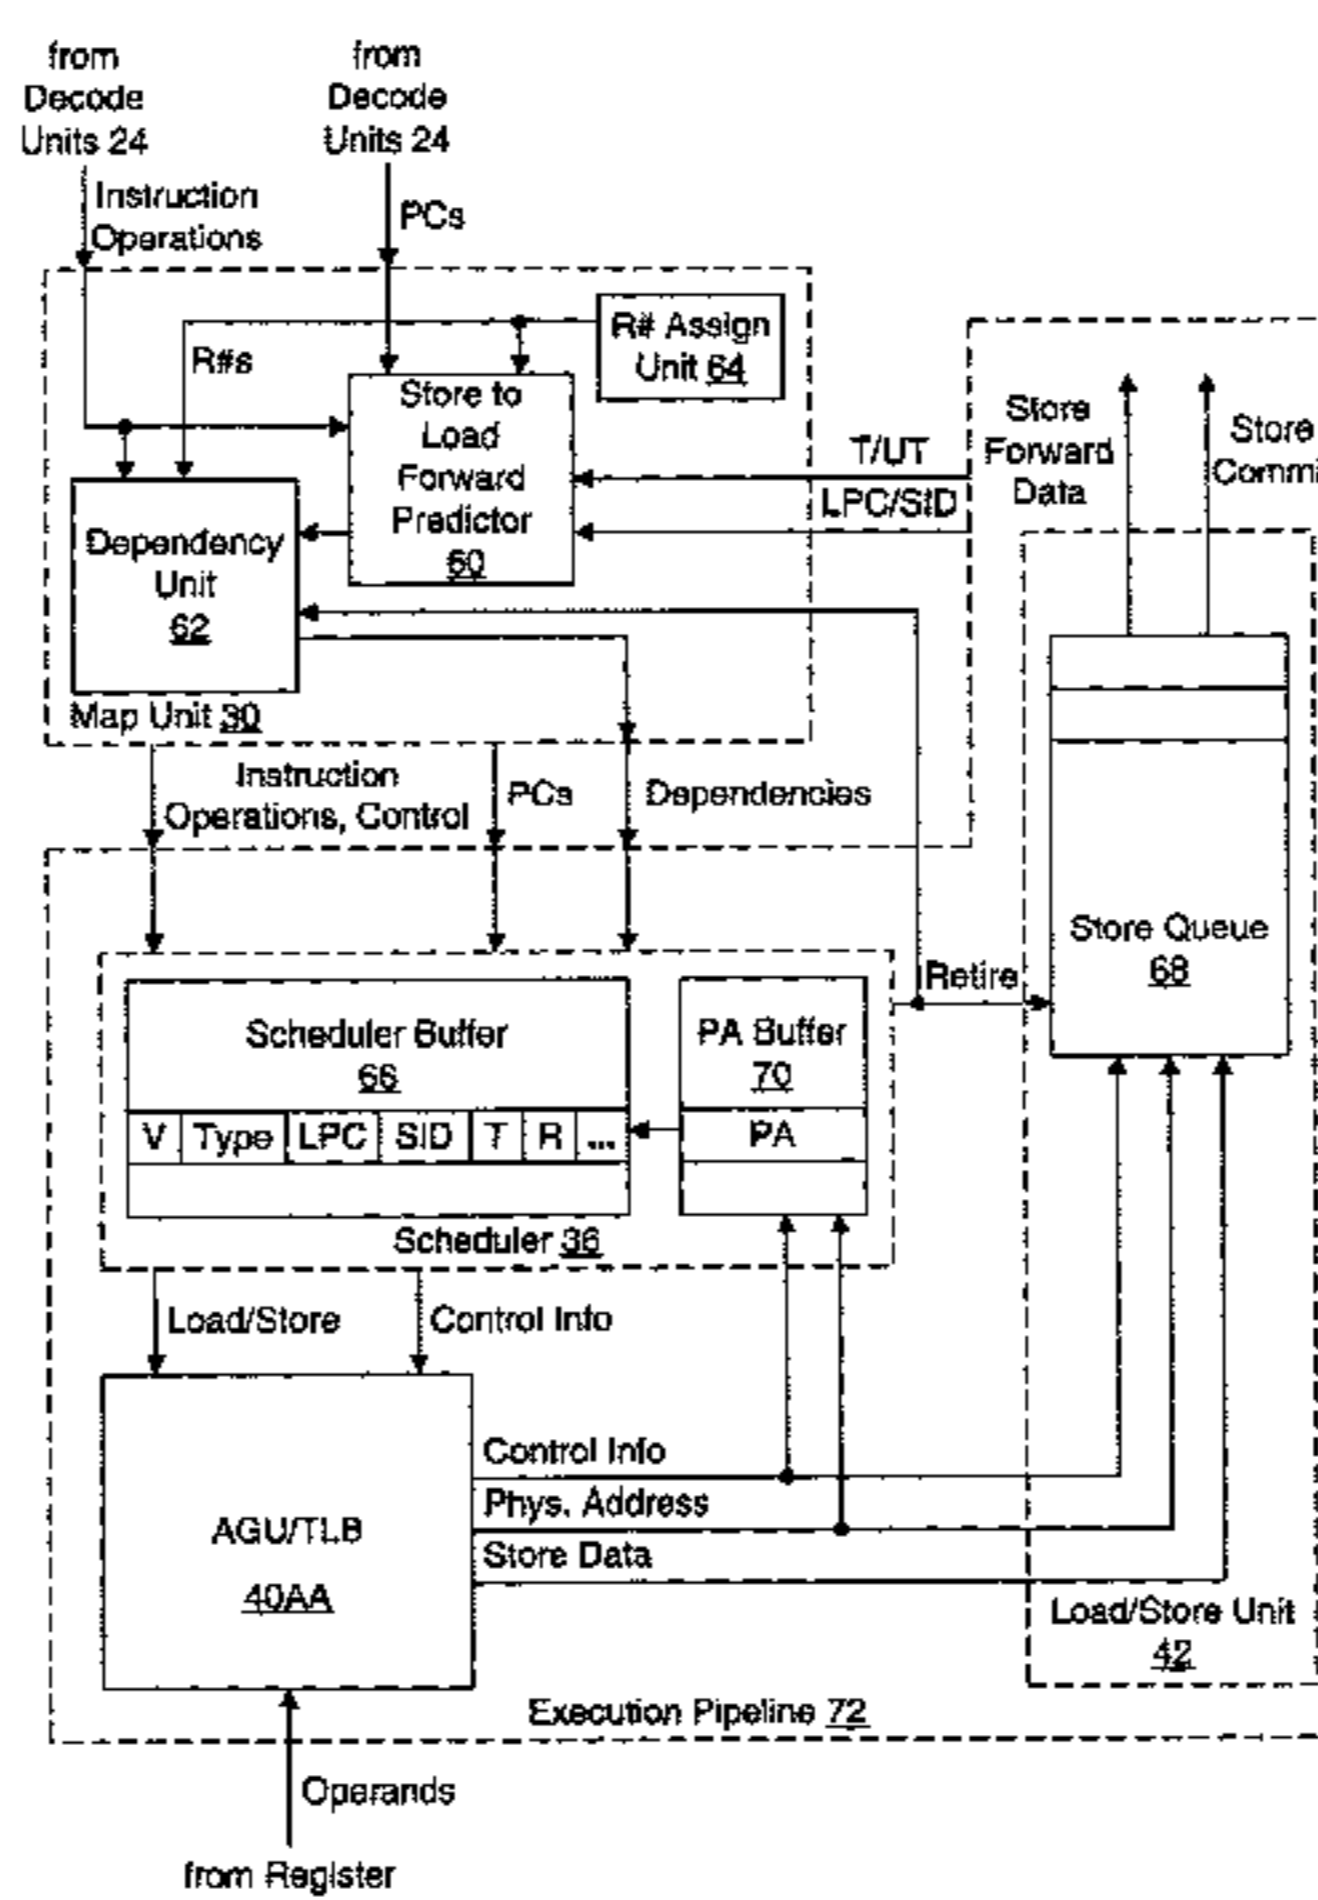 from
Decode
Units 24
from
Decode
Units 24
Instruction
Operations
PCs
R# Assign
Unit 64
R#s
Store to
Load
Forward
Predictor
60
T/UT
LPC/SID
Store
Forward
Data
Store
Commi
Dependency
Unit
62
Map Unit 30
Instruction
Operations, Control
PCs
Dependencies
Store Queue
68
Retire
Scheduler Buffer
66
PA Buffer
70
V Type LPC SID T R ...
PA
Scheduler 36
Load/Store
Control Info
Control Info
Phys. Address
Store Data
AGU/TLB
40AA
Load/Store Unit
42
Execution Pipeline 72
Operands
from Register